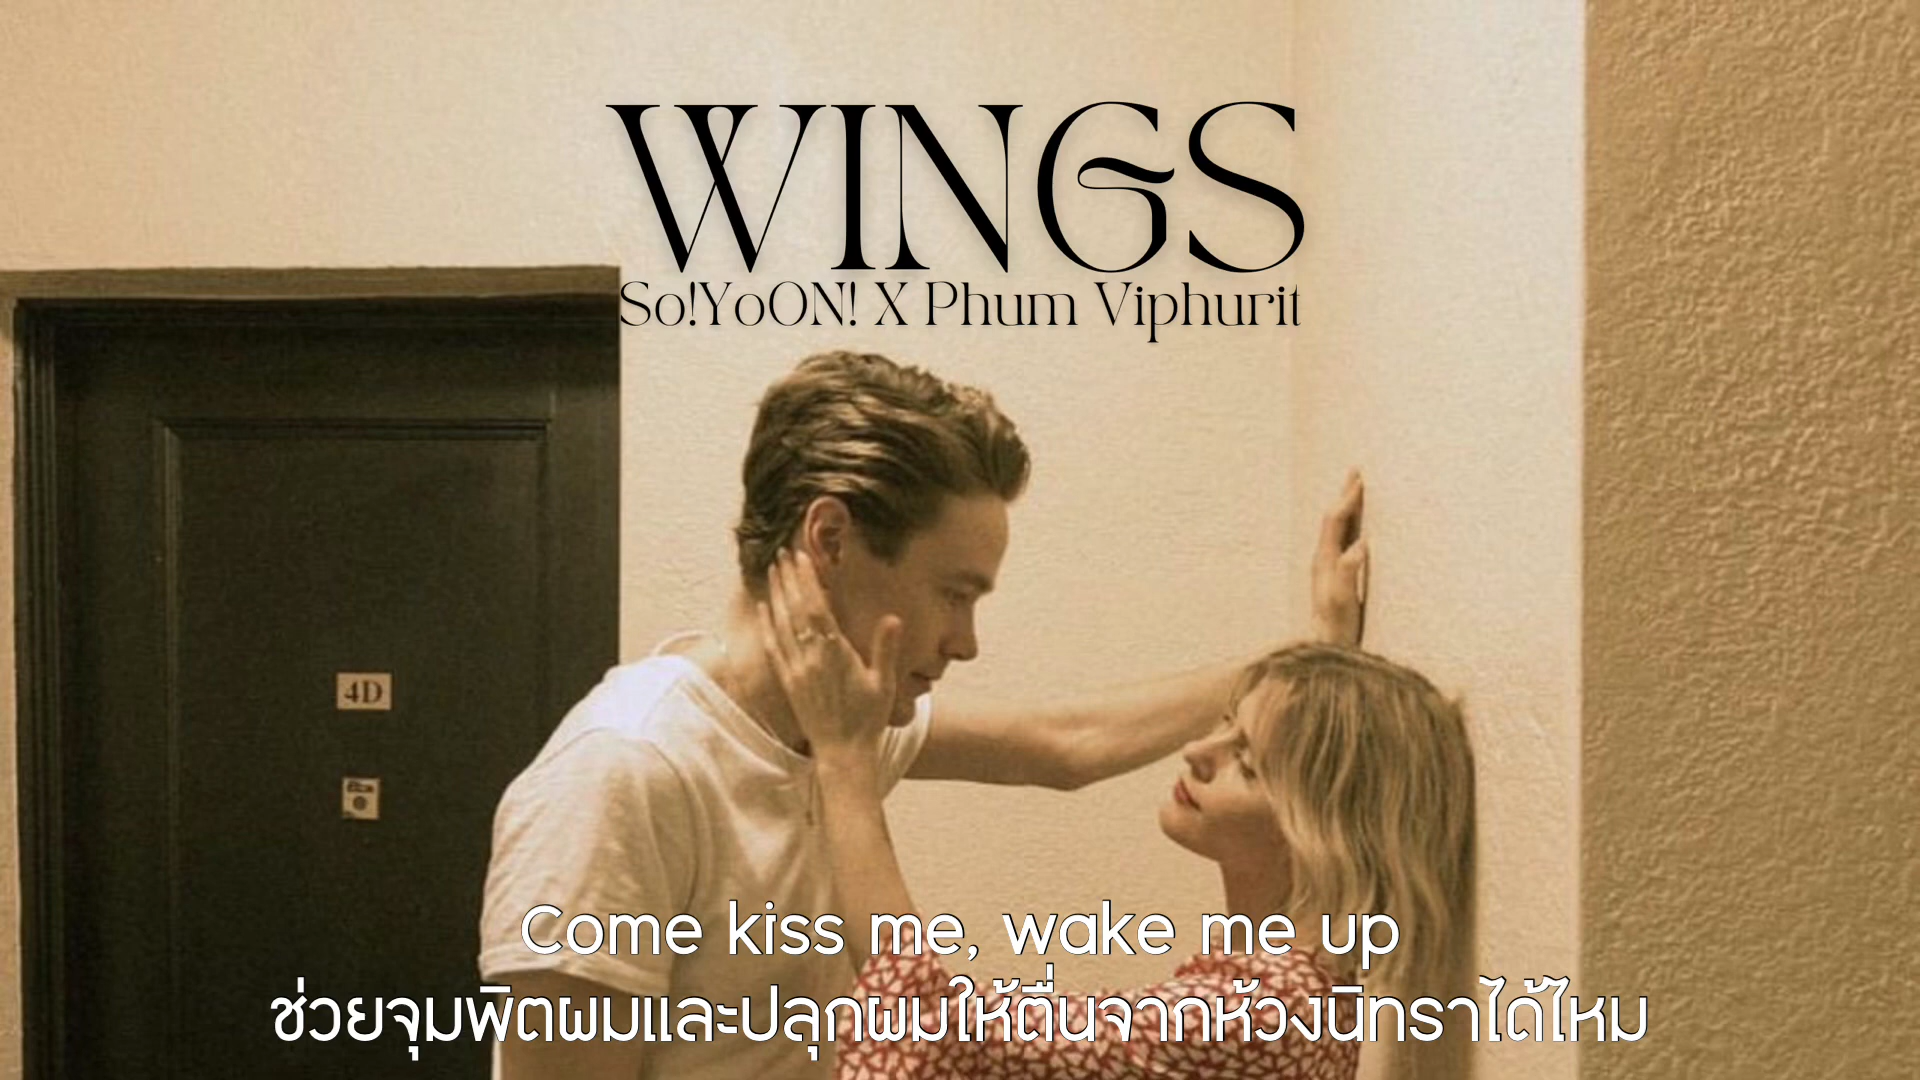 WINGS
So!YoON! X Phum Viphurit
4D
Come kiss me, wake me up
ช่วยจุมพิตผมและปลุกผมให้ตื่นจากห้วงนิทราได้ไหม